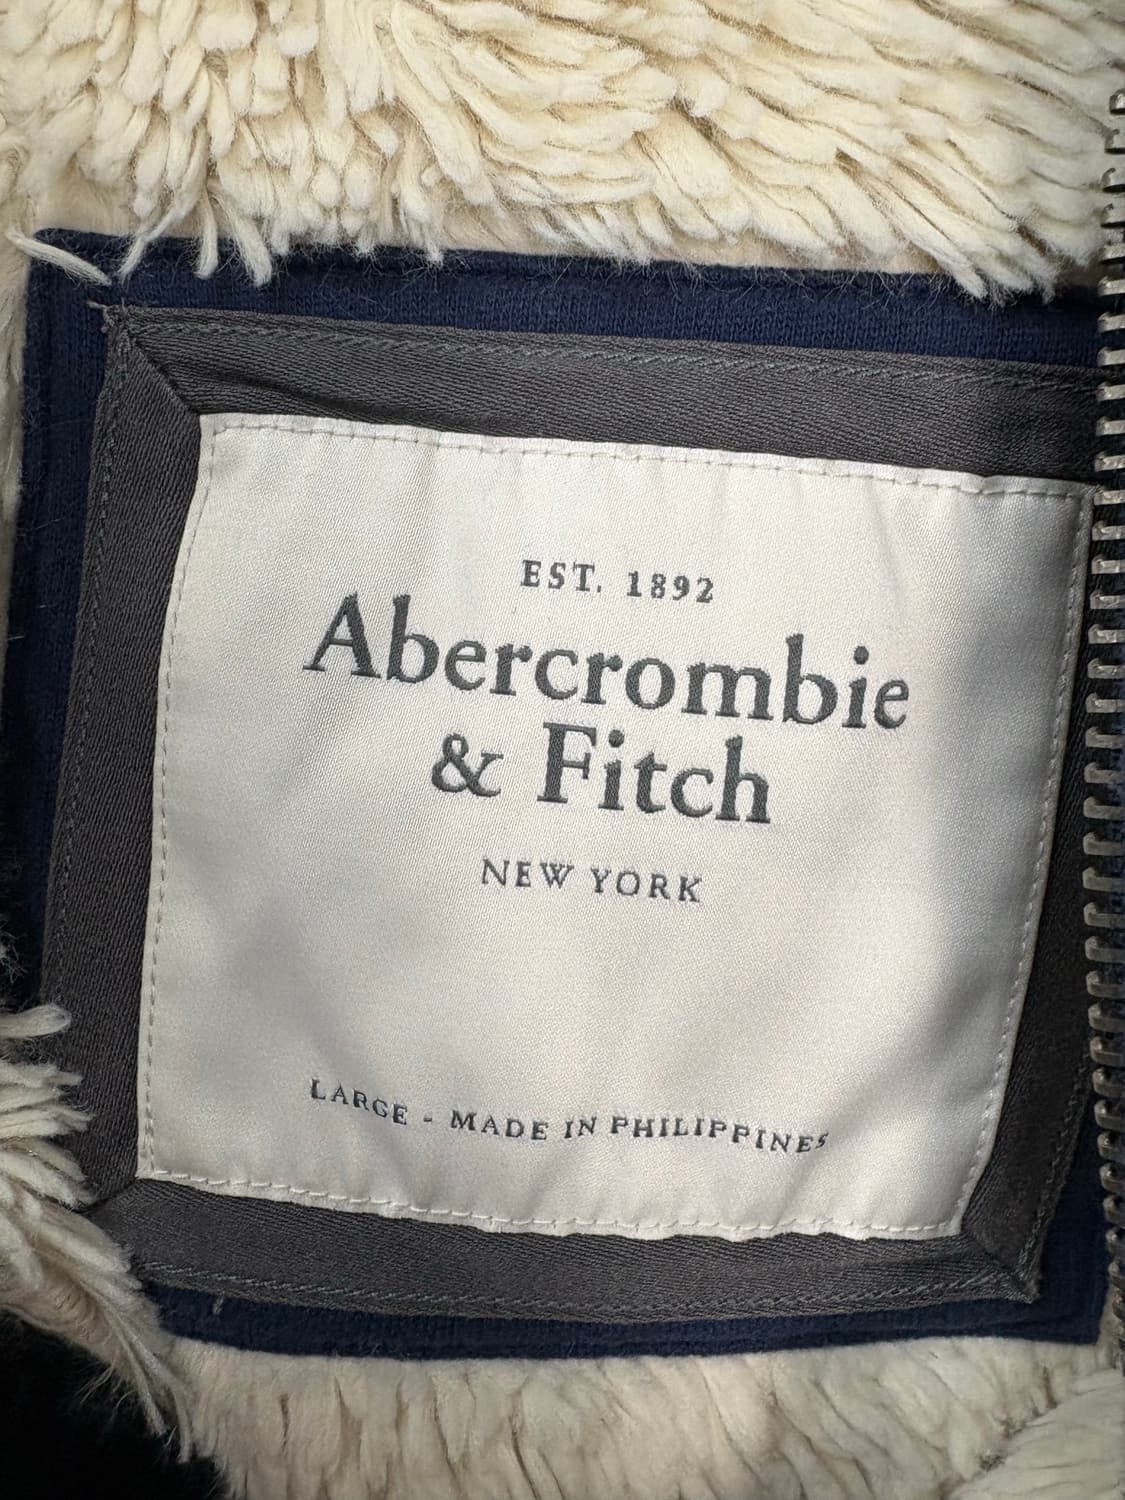 EST. 1892
Abercrombie
& Fitch
NEW YORK
LARGE - MADE IN PHILIPPINES